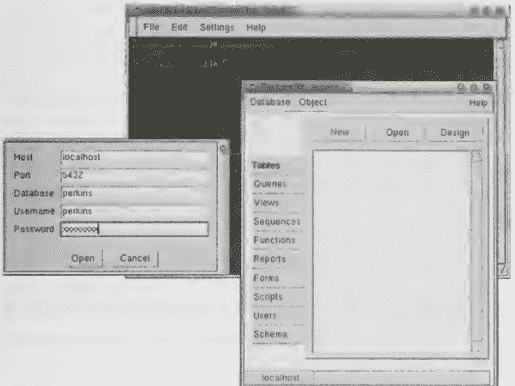 File Edit Settings Help
Database Object Help
New Open Design
Tables
Queries
Views
Sequences
Functions
Reports
Forms
Scripts
Users
Schema
localhost
Host localhost
Port 5432
Database perkins
Username perkins
Password xxxxxxxx
Open Cancel